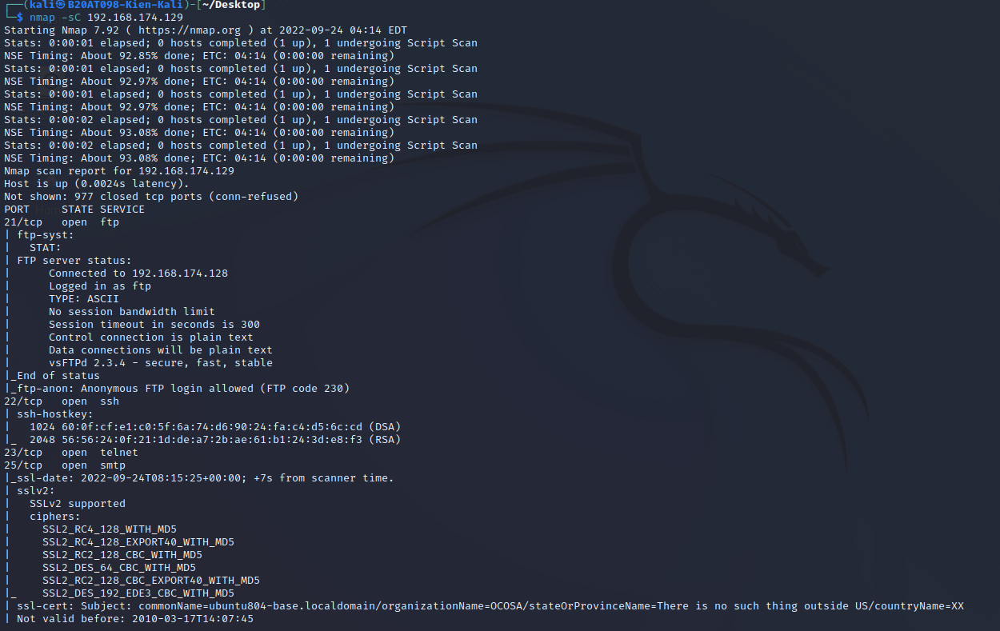 ┌──(kali㉿B20AT098-Kien-Kali)-[~/Desktop]
└─$ nmap -sC 192.168.174.129
Starting Nmap 7.92 ( https://nmap.org ) at 2022-09-24 04:14 EDT
Stats: 0:00:01 elapsed; 0 hosts completed (1 up), 1 undergoing Script Scan
NSE Timing: About 92.85% done; ETC: 04:14 (0:00:00 remaining)
Stats: 0:00:01 elapsed; 0 hosts completed (1 up), 1 undergoing Script Scan
NSE Timing: About 92.97% done; ETC: 04:14 (0:00:00 remaining)
Stats: 0:00:01 elapsed; 0 hosts completed (1 up), 1 undergoing Script Scan
NSE Timing: About 92.97% done; ETC: 04:14 (0:00:00 remaining)
Stats: 0:00:02 elapsed; 0 hosts completed (1 up), 1 undergoing Script Scan
NSE Timing: About 93.08% done; ETC: 04:14 (0:00:00 remaining)
Stats: 0:00:02 elapsed; 0 hosts completed (1 up), 1 undergoing Script Scan
NSE Timing: About 93.08% done; ETC: 04:14 (0:00:00 remaining)
Nmap scan report for 192.168.174.129
Host is up (0.0024s latency).
Not shown: 977 closed tcp ports (conn-refused)
PORT     STATE SERVICE
21/tcp   open  ftp
| ftp-syst:
|   STAT:
| FTP server status:
|      Connected to 192.168.174.128
|      Logged in as ftp
|      TYPE: ASCII
|      No session bandwidth limit
|      Session timeout in seconds is 300
|      Control connection is plain text
|      Data connections will be plain text
|      vsFTPd 2.3.4 - secure, fast, stable
|_End of status
|_ftp-anon: Anonymous FTP login allowed (FTP code 230)
22/tcp   open  ssh
| ssh-hostkey:
|   1024 60:0f:cf:e1:c0:5f:6a:74:d6:90:24:fa:c4:d5:6c:cd (DSA)
|_  2048 56:56:24:0f:21:1d:de:a7:2b:ae:61:b1:24:3d:e8:f3 (RSA)
23/tcp   open  telnet
25/tcp   open  smtp
|_ssl-date: 2022-09-24T08:15:25+00:00; +7s from scanner time.
| sslv2:
|   SSLv2 supported
|   ciphers:
|     SSL2_RC4_128_WITH_MD5
|     SSL2_RC4_128_EXPORT40_WITH_MD5
|     SSL2_RC2_128_CBC_WITH_MD5
|     SSL2_DES_64_CBC_WITH_MD5
|     SSL2_RC2_128_CBC_EXPORT40_WITH_MD5
|_    SSL2_DES_192_EDE3_CBC_WITH_MD5
| ssl-cert: Subject: commonName=ubuntu804-base.localdomain/organizationName=OCOSA/stateOrProvinceName=There is no such thing outside US/countryName=XX
| Not valid before: 2010-03-17T14:07:45